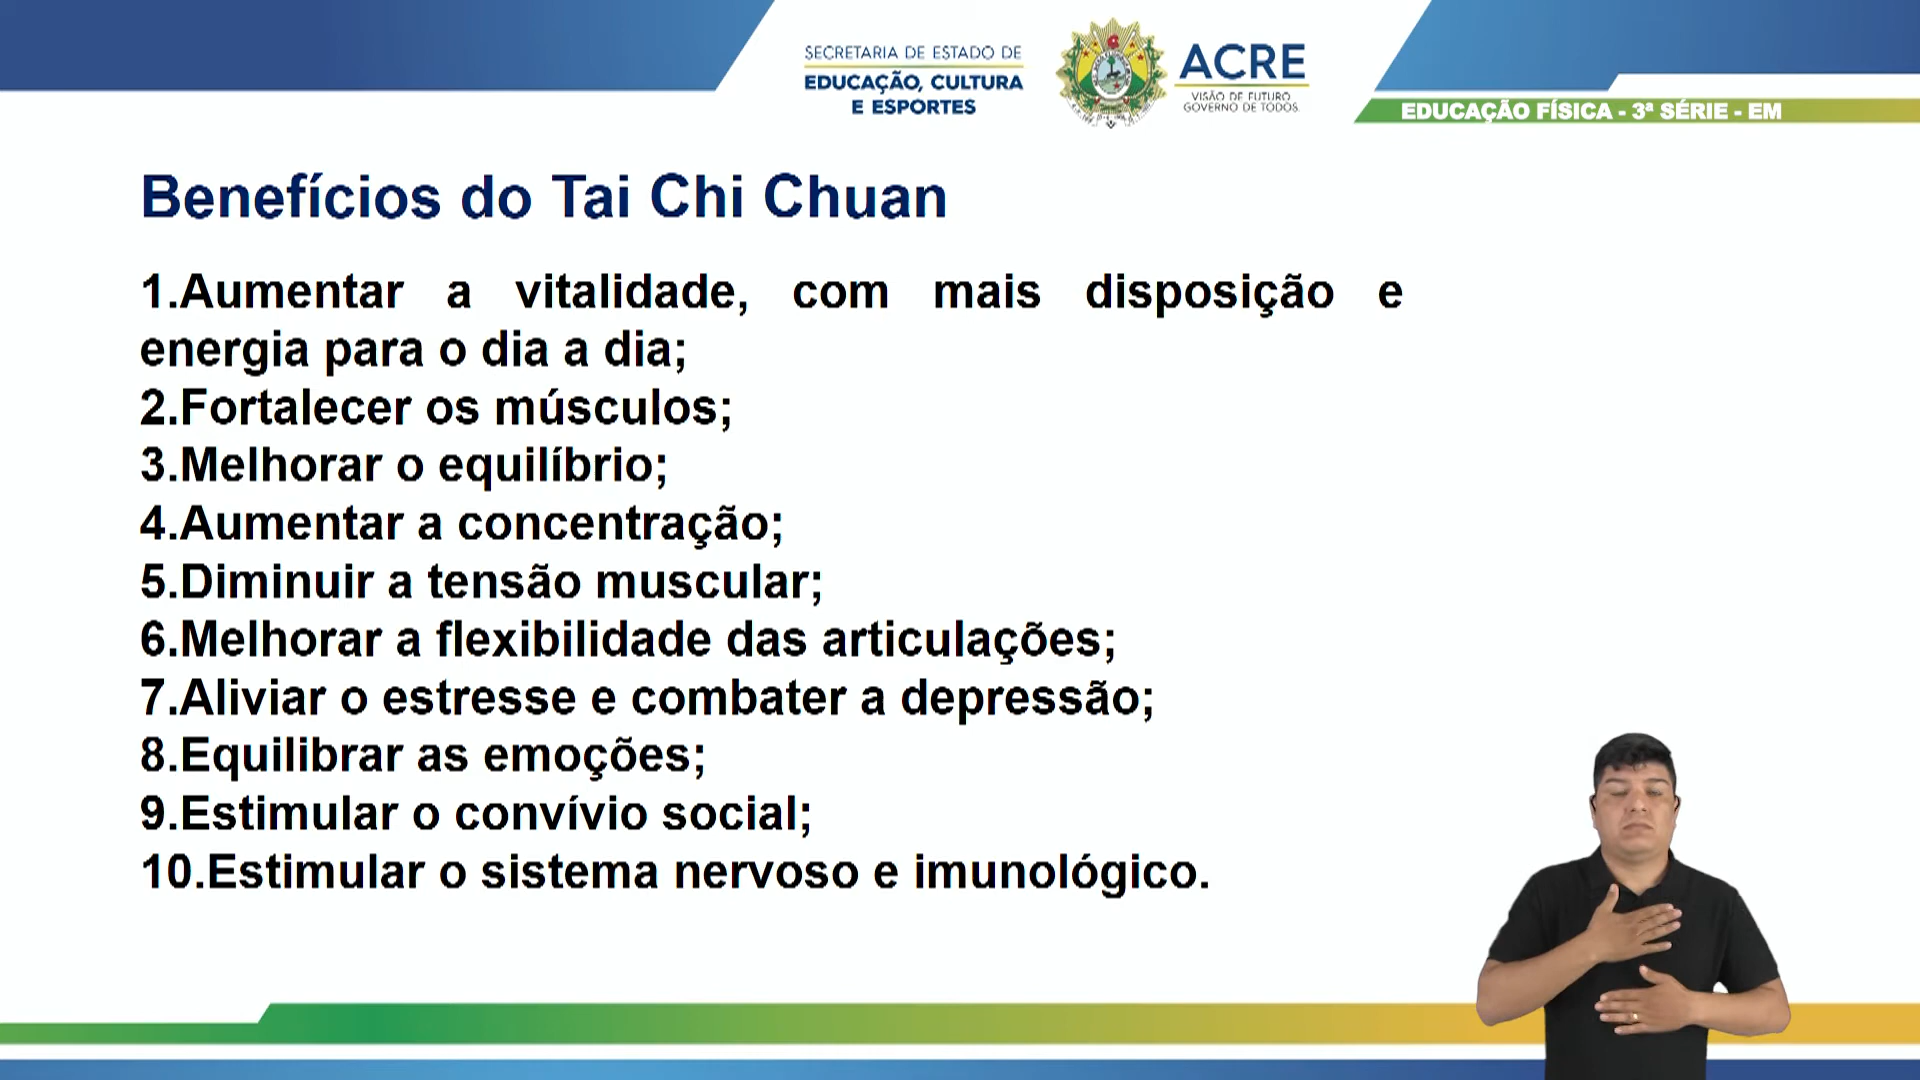 SECRETARIA DE ESTADO DE
EDUCAÇÃO, CULTURA
E ESPORTES
ACRE
VISÃO DE FUTURO
GOVERNO DE TODOS.
EDUCAÇÃO FÍSICA - 3ª SÉRIE - EM
Benefícios do Tai Chi Chuan
1.Aumentar a vitalidade, com mais disposição e
energia para o dia a dia;
2.Fortalecer os músculos;
3.Melhorar o equilíbrio;
4.Aumentar a concentração;
5.Diminuir a tensão muscular;
6.Melhorar a flexibilidade das articulações;
7.Aliviar o estresse e combater a depressão;
8.Equilibrar as emoções;
9.Estimular o convívio social;
10.Estimular o sistema nervoso e imunológico.